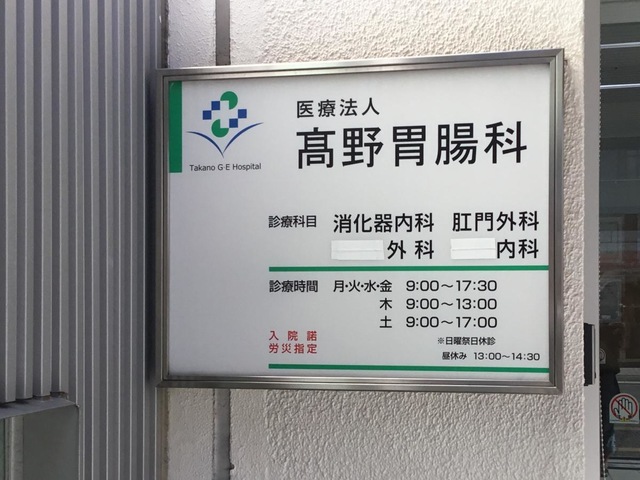 医療法人
髙野胃腸科
Takano G·E Hospital
診療科目 消化器内科 肛門外科
外科 内科
診療時間 月・火・水・金 9:00〜17:30
木 9:00〜13:00
土 9:00〜17:00
※日曜祭日休診
昼休み 13:00〜14:30
入院諾
労災指定